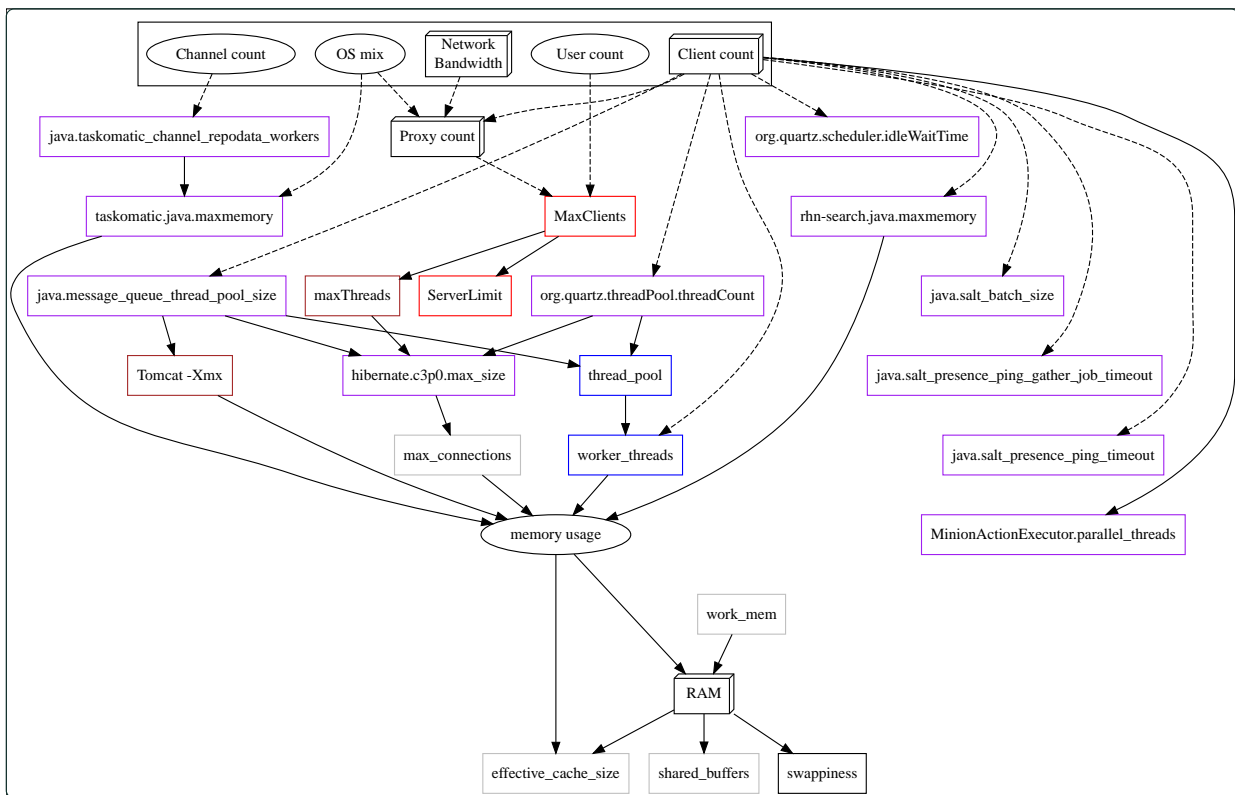 Channel count
OS mix
Network
Bandwidth
User count
Client count
java.taskomatic_channel_repodata_workers
Proxy count
org.quartz.scheduler.idleWaitTime
taskomatic.java.maxmemory
MaxClients
rhn-search.java.maxmemory
java.message_queue_thread_pool_size
maxThreads
ServerLimit
org.quartz.threadPool.threadCount
java.salt_batch_size
Tomcat -Xmx
hibernate.c3p0.max_size
thread_pool
java.salt_presence_ping_gather_job_timeout
max_connections
worker_threads
java.salt_presence_ping_timeout
memory usage
MinionActionExecutor.parallel_threads
work_mem
RAM
effective_cache_size
shared_buffers
swappiness